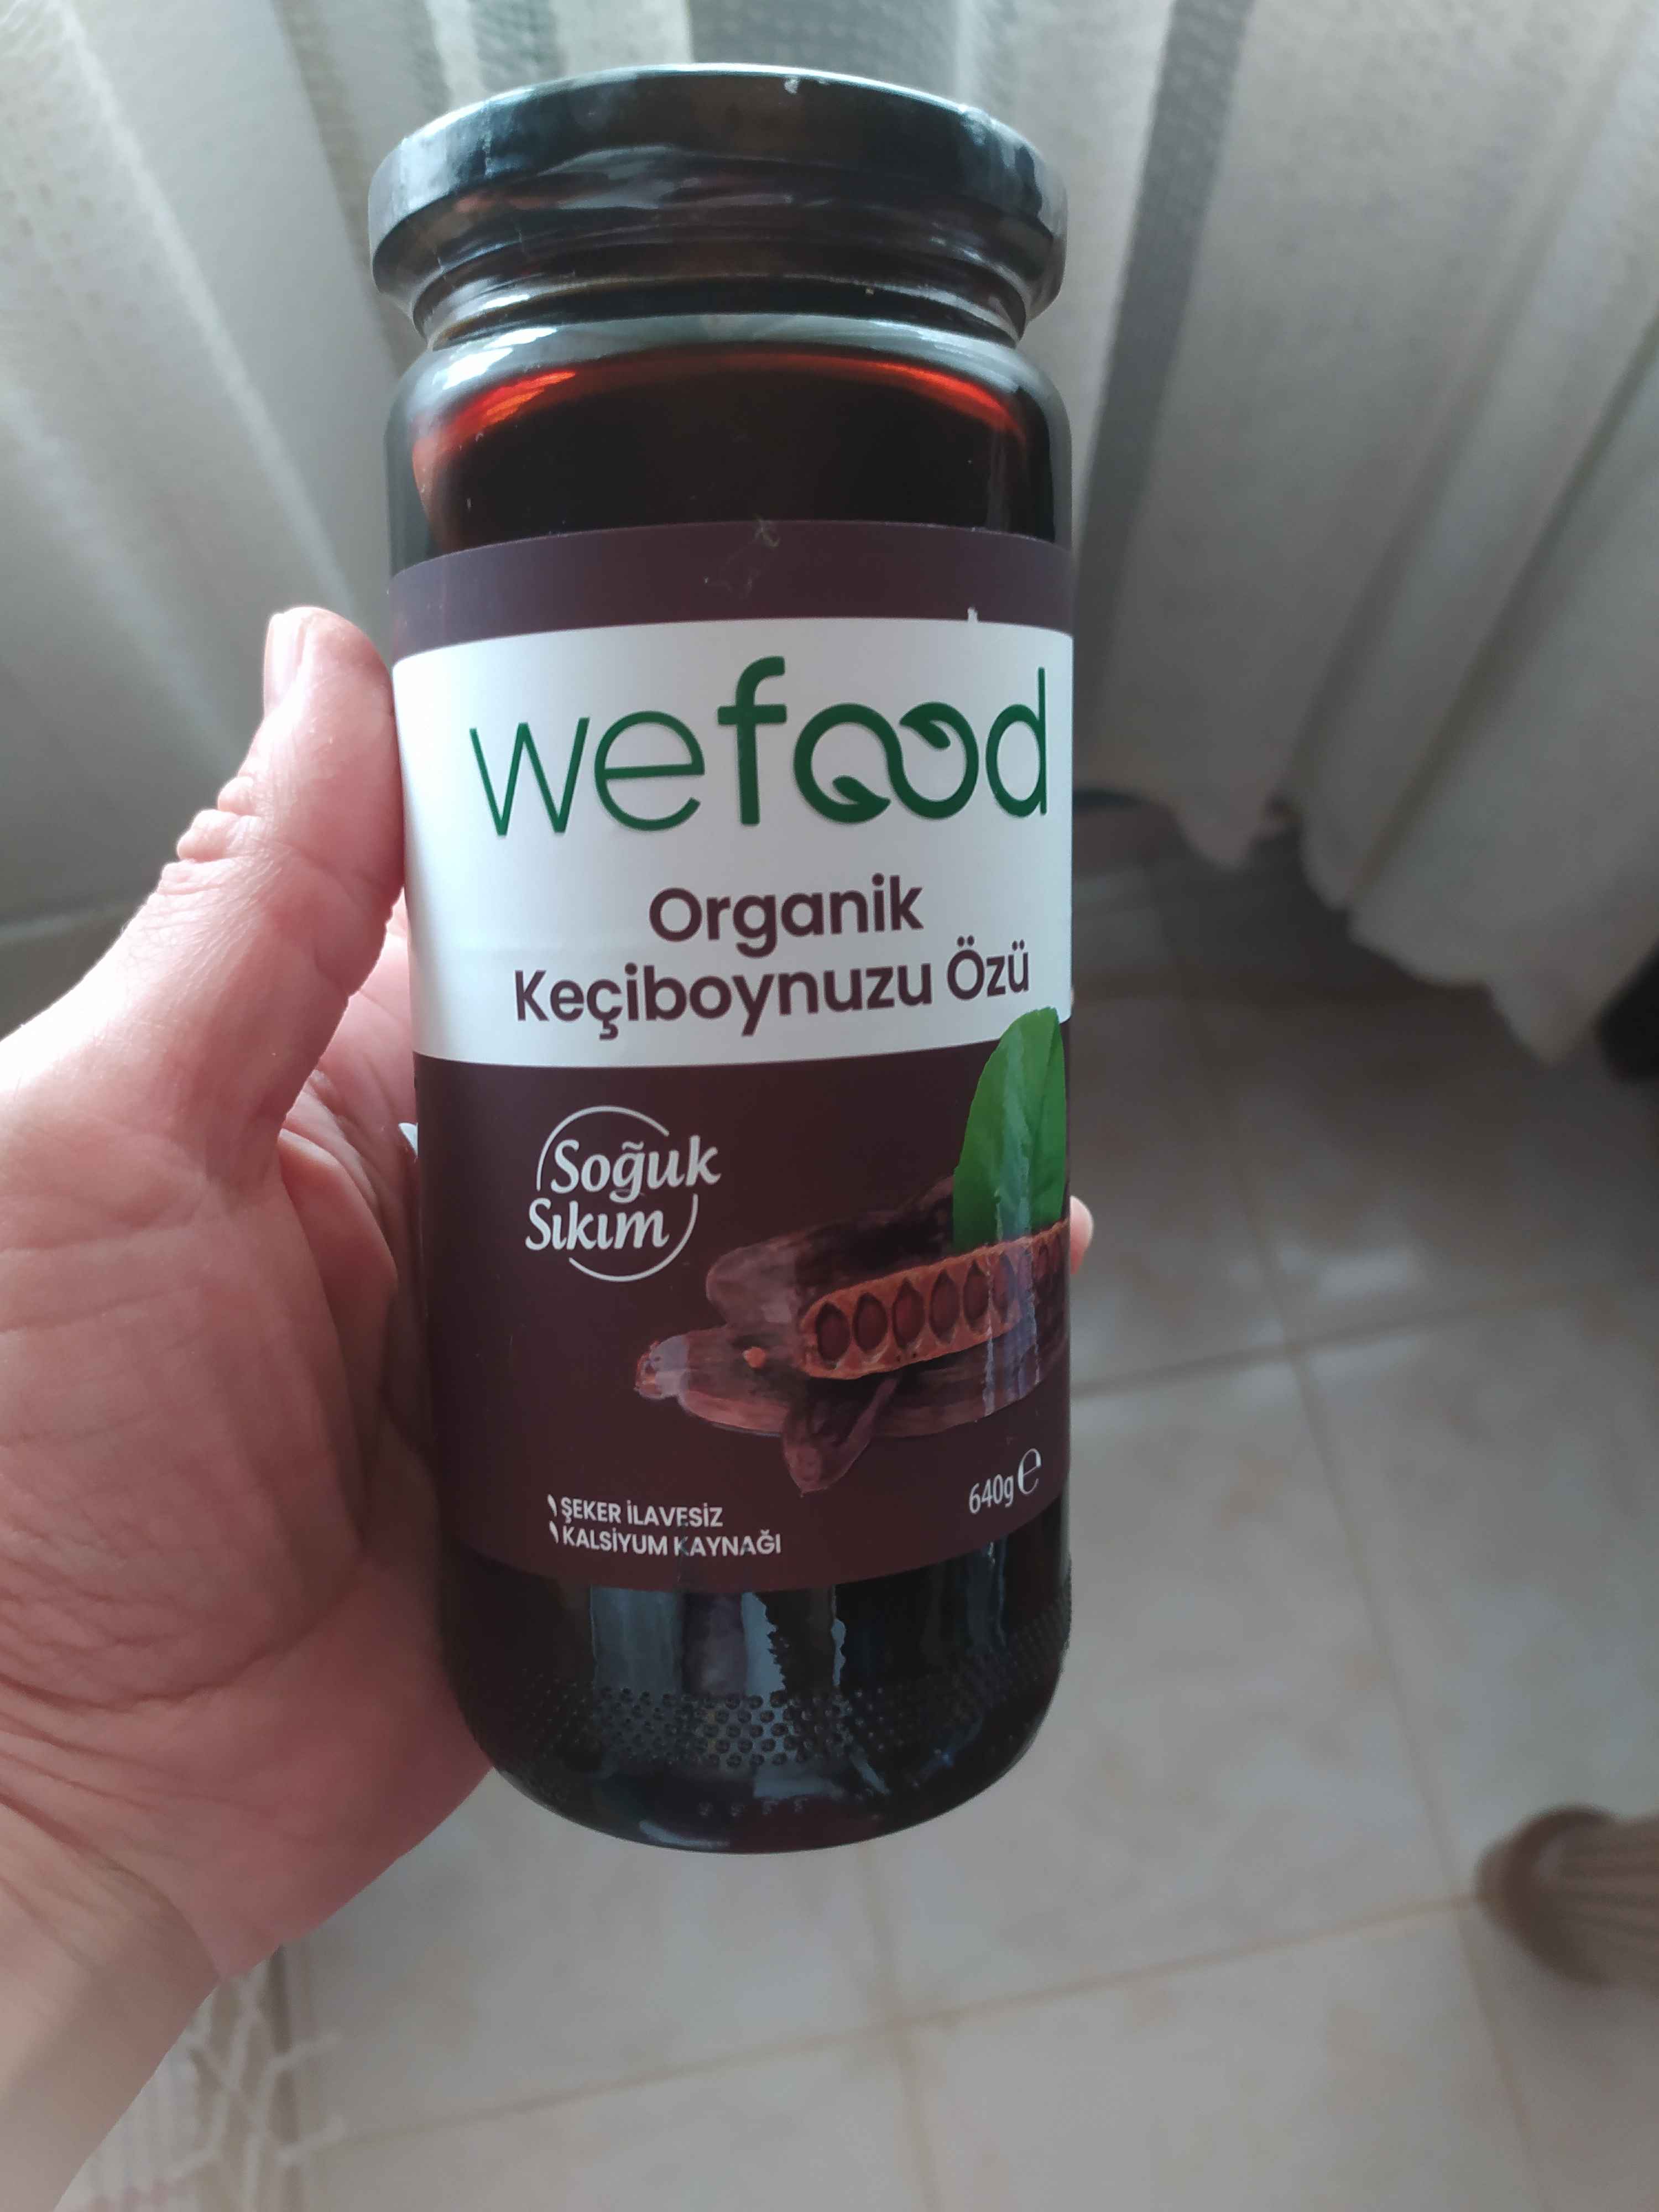 wefood
Organik
Keçiboynuzu Özü
Soğuk
Sıkım
ŞEKER İLAVESİZ
KALSİYUM KAYNAĞI
640g e